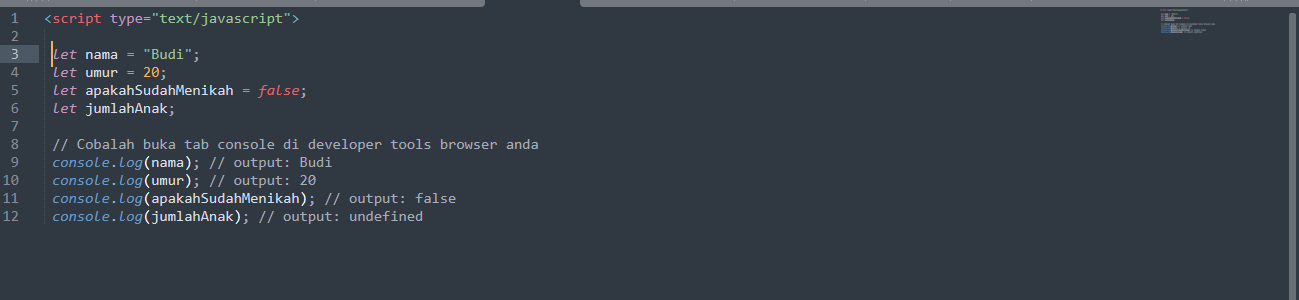 1 <script type="text/javascript">
2
3 let nama = "Budi";
4 let umur = 20;
5 let apakahSudahMenikah = false;
6 let jumlahAnak;
7
8 // Cobalah buka tab console di developer tools browser anda
9 console.log(nama); // output: Budi
10 console.log(umur); // output: 20
11 console.log(apakahSudahMenikah); // output: false
12 console.log(jumlahAnak); // output: undefined